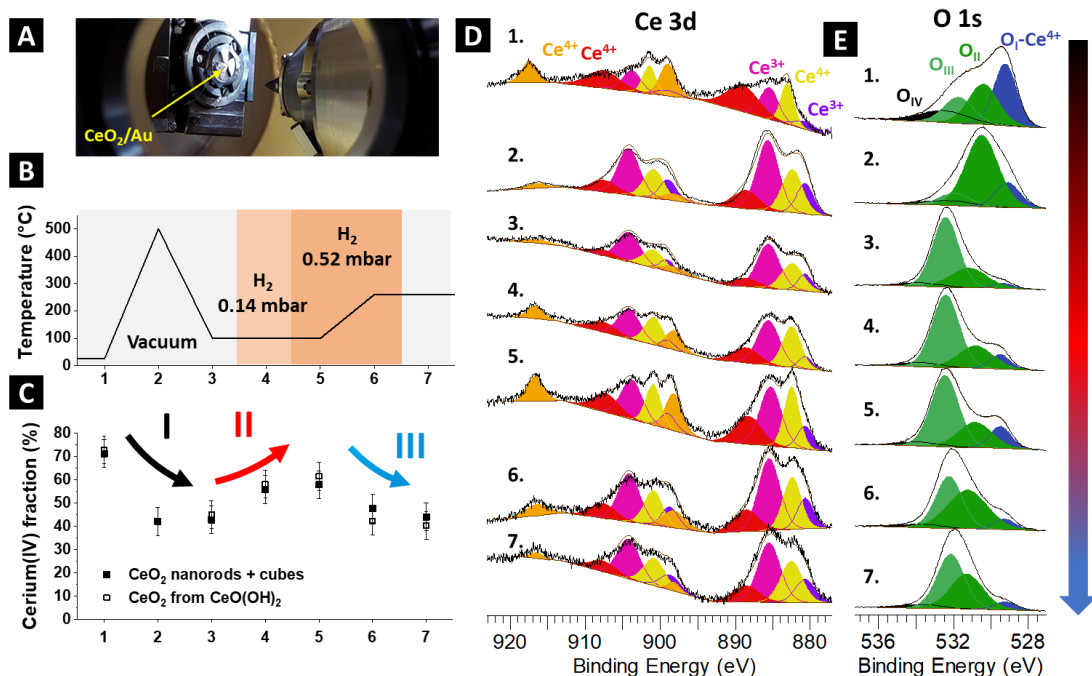 A
CeO₂/Au
B
Temperature (°C)
500
400
300
200
100
0
Vacuum
H₂
0.14 mbar
H₂
0.52 mbar
1 2 3 4 5 6 7
C
Cerium(IV) fraction (%)
80
70
60
50
40
30
20
10
0
I
II
III
CeO₂ nanorods + cubes
CeO₂ from CeO(OH)₂
1 2 3 4 5 6 7
D
Ce 3d
1.
Ce⁴⁺ Ce⁴⁺
Ce³⁺
Ce⁴⁺
Ce³⁺
2.
3.
4.
5.
6.
7.
920 910 900 890 880
Binding Energy (eV)
E
O 1s
Oᵢ-Ce⁴⁺
O_II
O_III
O_IV
1.
2.
3.
4.
5.
6.
7.
536 532 528
Binding Energy (eV)